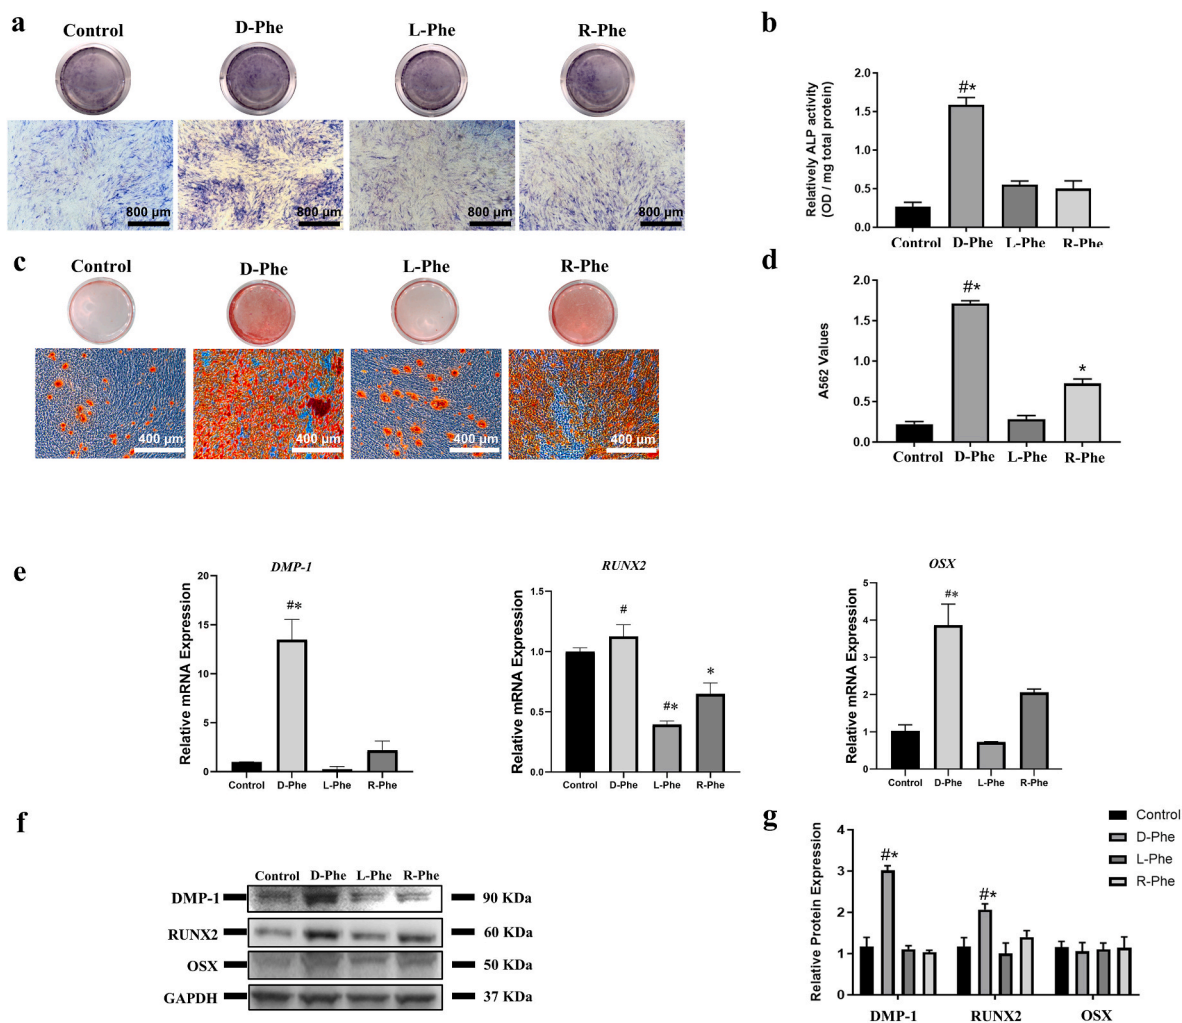 a
Control D-Phe L-Phe R-Phe
800 μm 800 μm 800 μm 800 μm
b
Relatively ALP activity
(OD / mg total protein)
2.0
1.5
1.0
0.5
0.0
#*
Control D-Phe L-Phe R-Phe
c
Control D-Phe L-Phe R-Phe
400 μm 400 μm 400 μm 400 μm
d
A562 Values
2.0
1.5
1.0
0.5
0.0
#*
*
Control D-Phe L-Phe R-Phe
e
DMP-1
Relative mRNA Expression
20
15
10
5
0
#*
Control D-Phe L-Phe R-Phe
RUNX2
Relative mRNA Expression
1.5
1.0
0.5
0.0
#
#*
*
Control D-Phe L-Phe R-Phe
OSX
Relative mRNA Expression
5
4
3
2
1
0
#*
Control D-Phe L-Phe R-Phe
f
Control D-Phe L-Phe R-Phe
DMP-1 90 KDa
RUNX2 60 KDa
OSX 50 KDa
GAPDH 37 KDa
g
Relative Protein Expression
4
3
2
1
0
#*
#*
DMP-1 RUNX2 OSX
Control
D-Phe
L-Phe
R-Phe